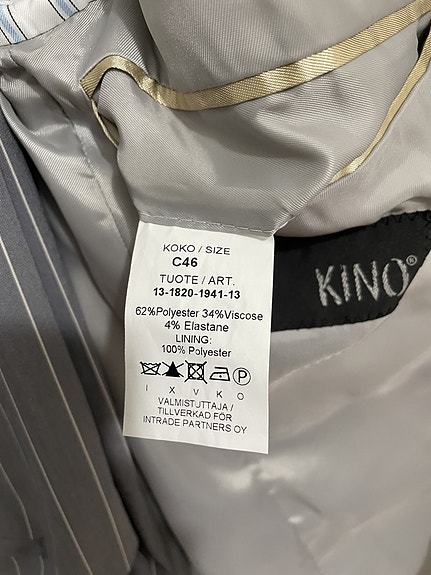 KOKO / SIZE
C46
TUOTE / ART.
13-1820-1941-13
62%Polyester 34%Viscose
4% Elastane
LINING:
100% Polyester
P
I X V K O
VALMISTUTTAJA /
TILLVERKAD FÖR
INTRADE PARTNERS OY
KINO®